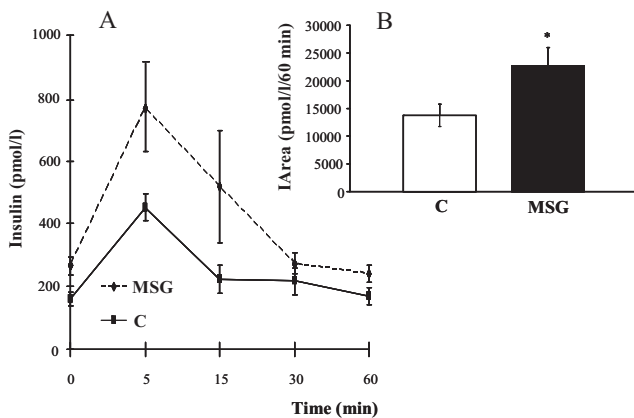 A
Insulin (pmol/l)
1000
800
600
400
200
0
MSG
C
0 5 15 30 60
Time (min)
B
IArea (pmol/l/60 min)
30000
25000
20000
15000
10000
5000
0
*
C MSG